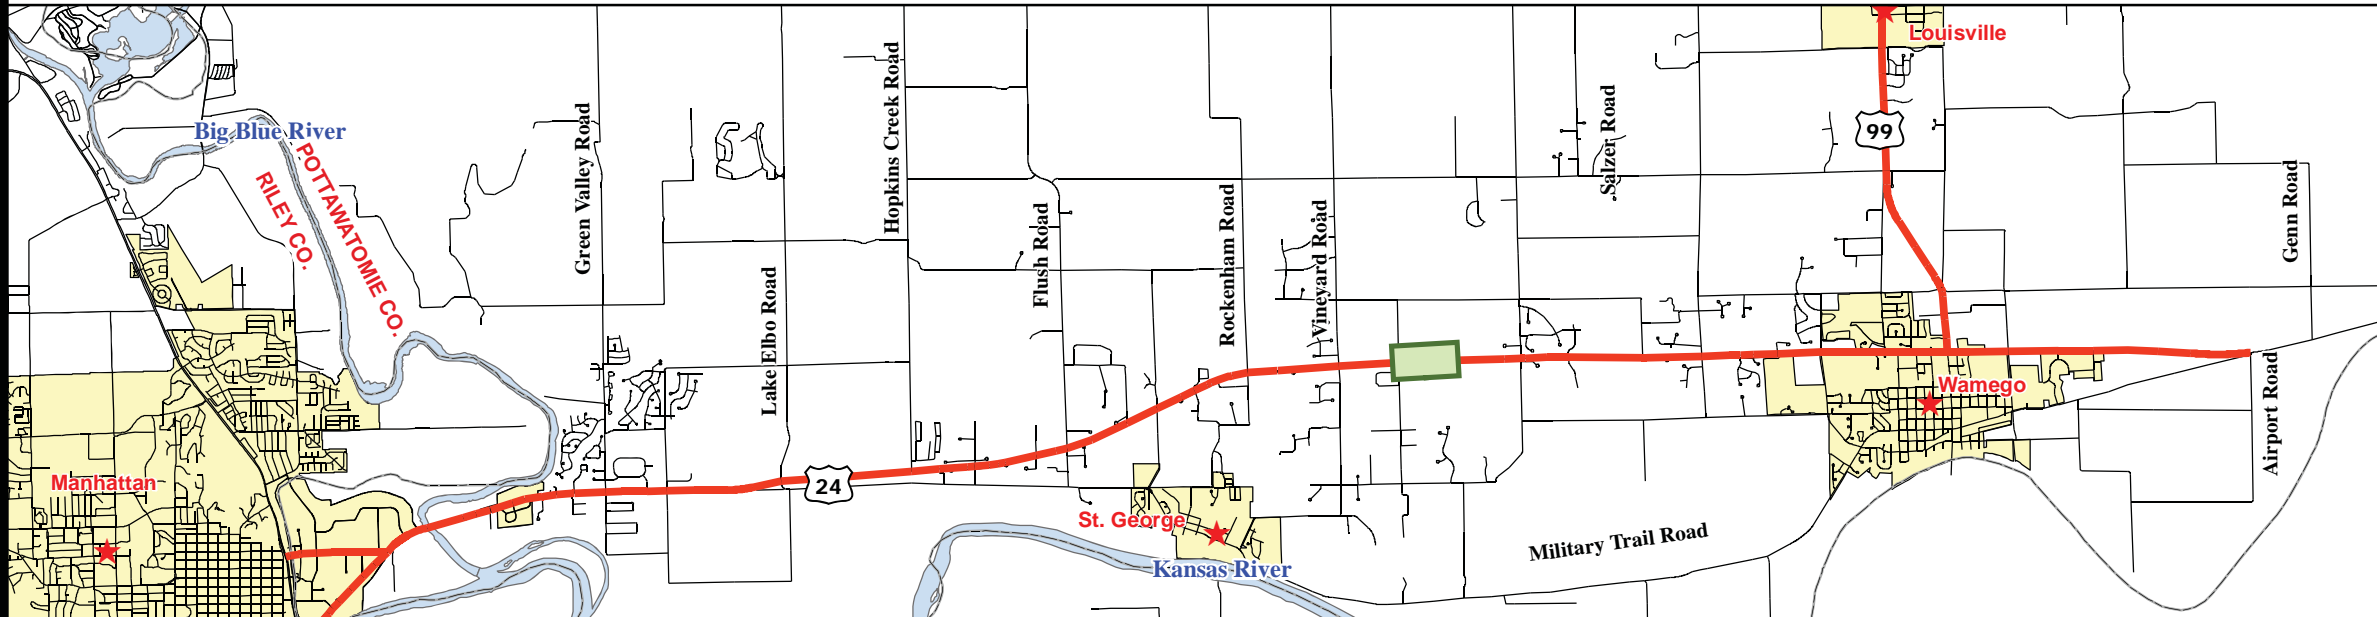 Louisville
Big Blue River
POTTAWATOMIE CO.
RILEY CO.
Green Valley Road
Hopkins Creek Road
Salzer Road
99
Genn Road
Lake Elbo Road
Flush Road
Rockenham Road
Vineyard Road
Wamego
Airport Road
Manhattan
24
St. George
Military Trail Road
Kansas River